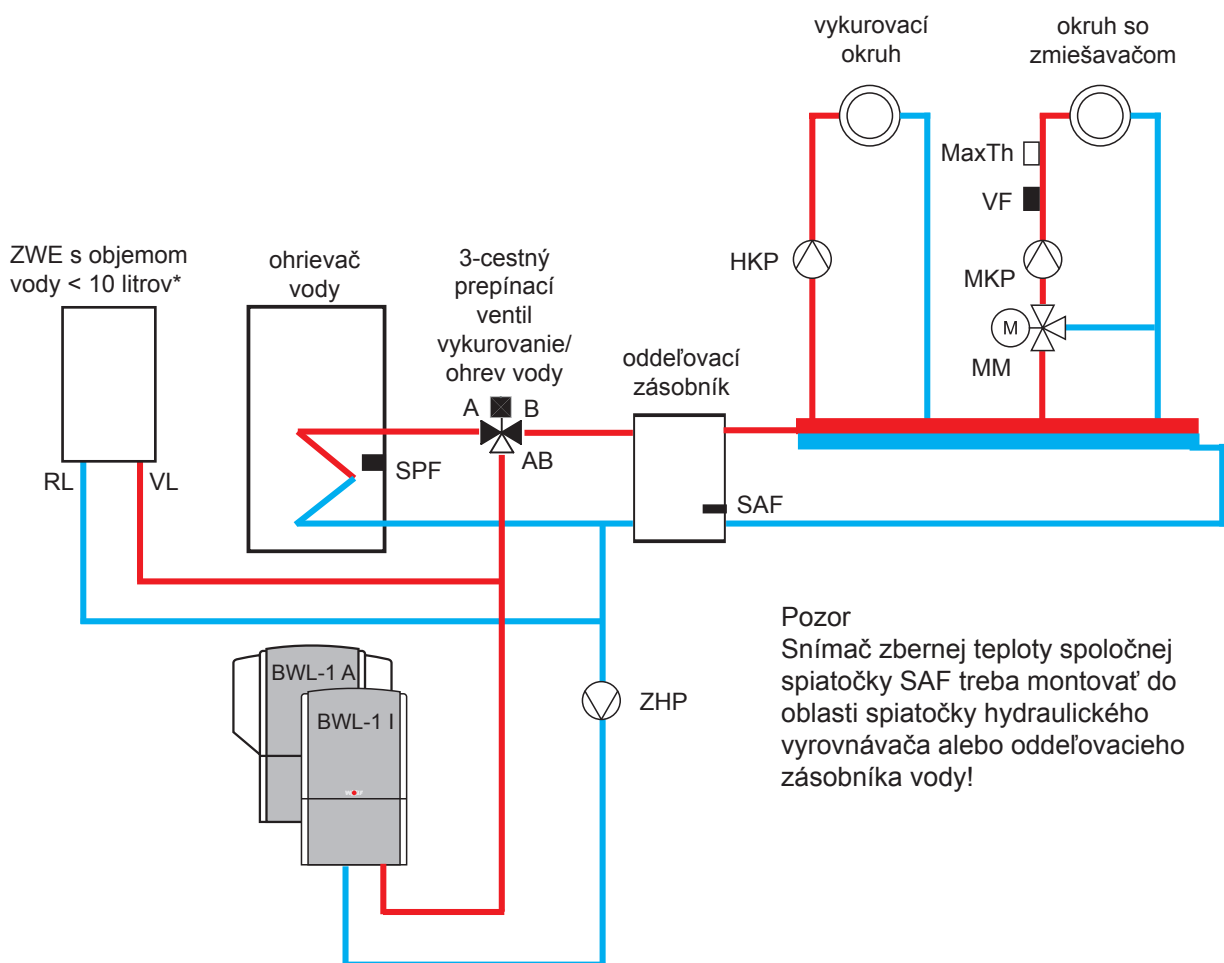 vykurovací
okruh
okruh so
zmiešavačom
MaxTh
VF
HKP
MKP
M
MM
ZWE s objemom
vody < 10 litrov*
ohrievač
vody
3-cestný
prepínací
ventil
vykurovanie/
ohrev vody
oddeľovací
zásobník
A
B
AB
RL
VL
SPF
SAF
BWL-1 A
BWL-1 I
ZHP
Pozor
Snímač zbernej teploty spoločnej
spiatočky SAF treba montovať do
oblasti spiatočky hydraulického
vyrovnávača alebo oddeľovacieho
zásobníka vody!